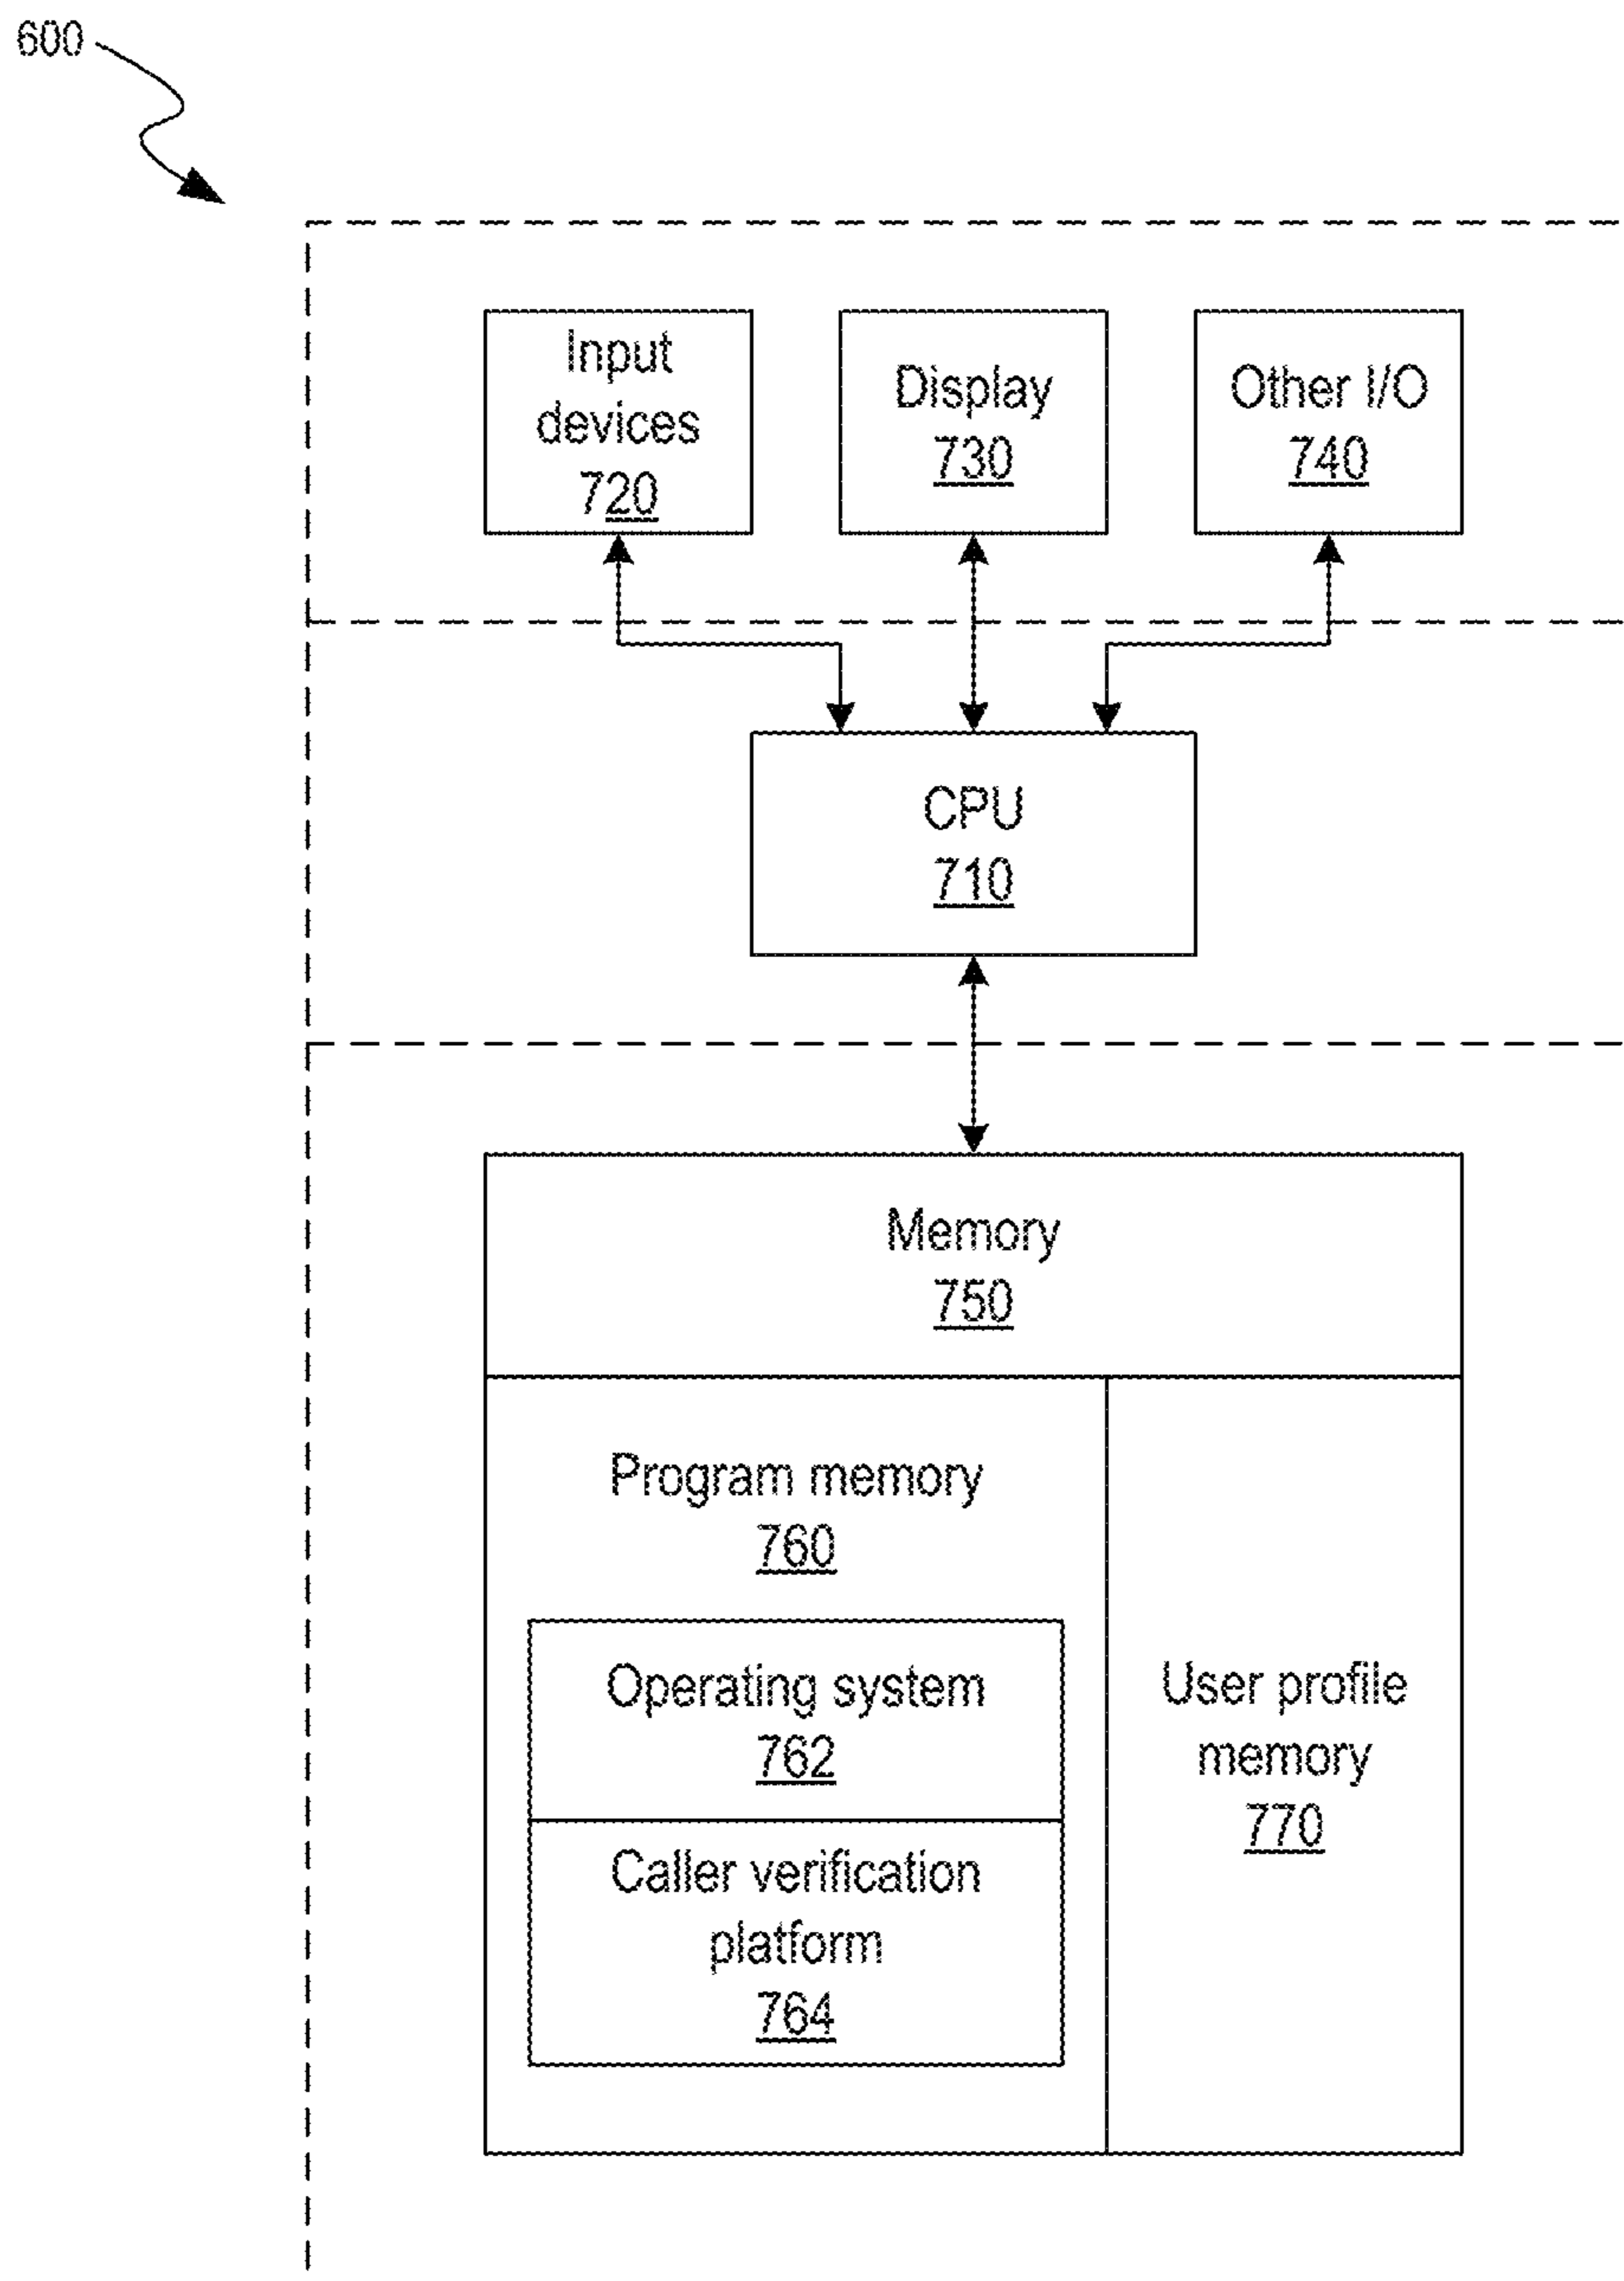 600
Input
devices
720
Display
730
Other I/O
740
CPU
710
Memory
750
Program memory
760
Operating system
762
Caller verification
platform
764
User profile
memory
770